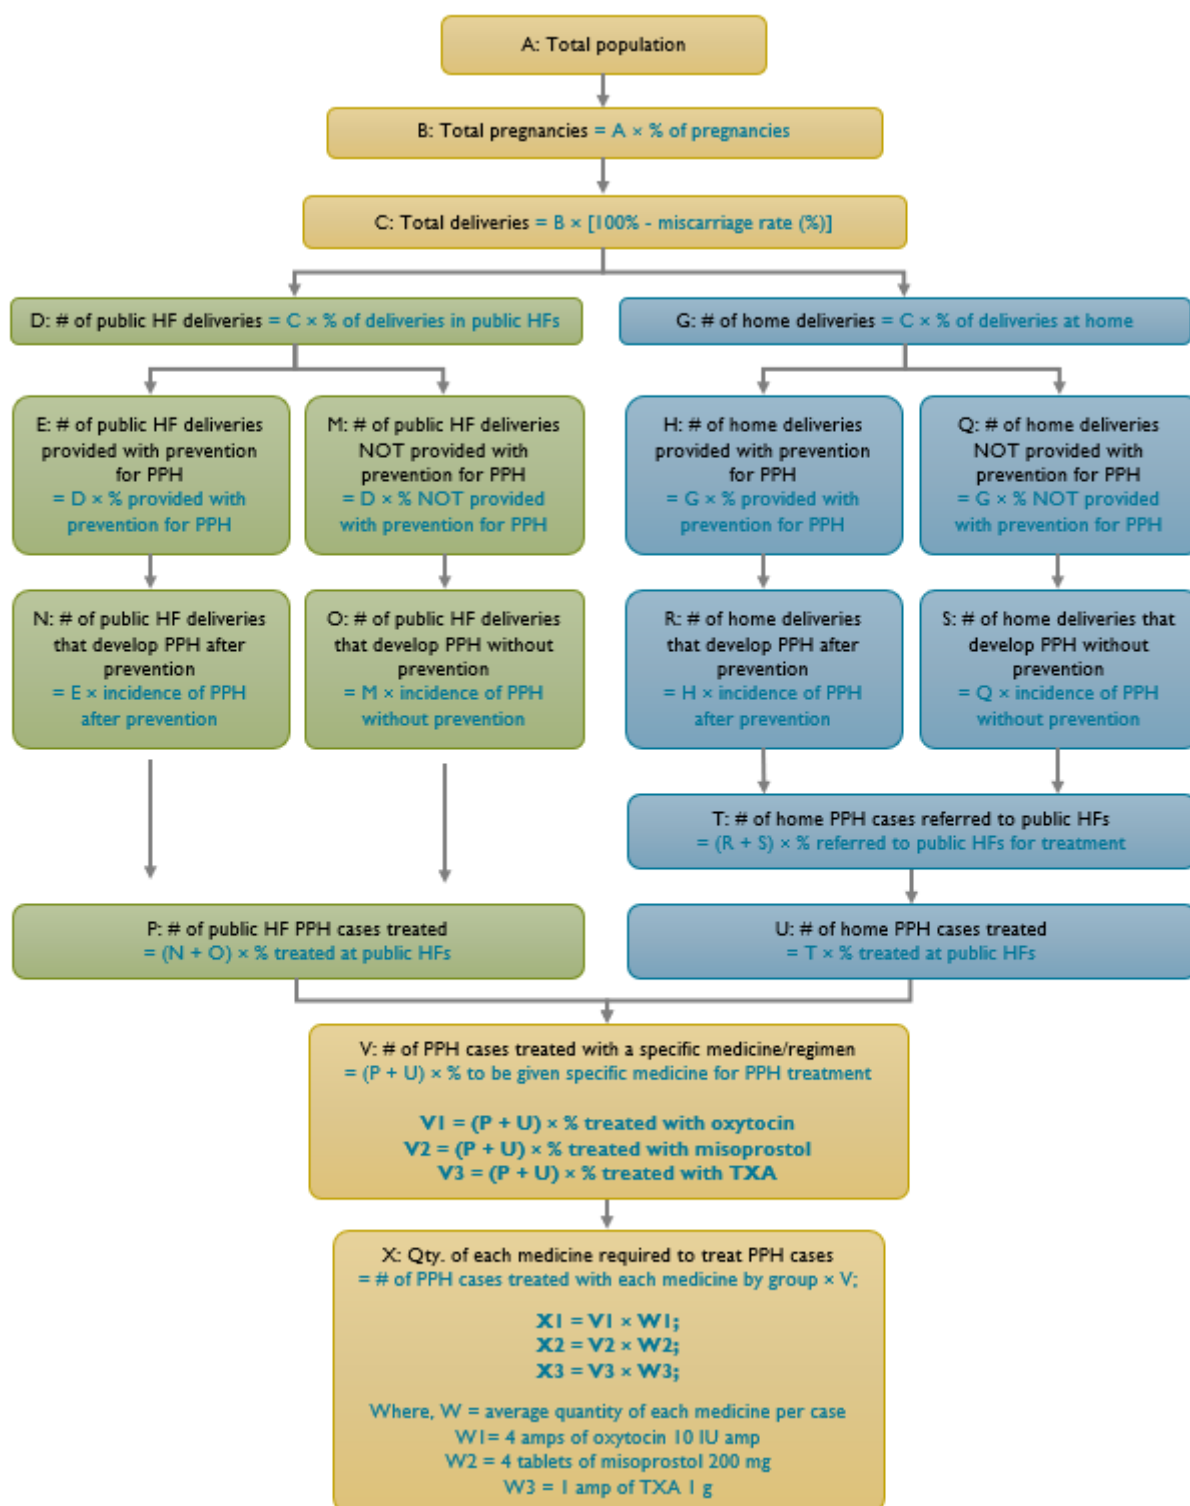 A: Total population
B: Total pregnancies = A × % of pregnancies
C: Total deliveries = B × [100% - miscarriage rate (%)]
D: # of public HF deliveries = C × % of deliveries in public HFs
G: # of home deliveries = C × % of deliveries at home
E: # of public HF deliveries
provided with prevention
for PPH
= D × % provided with
prevention for PPH
M: # of public HF deliveries
NOT provided with
prevention for PPH
= D × % NOT provided
with prevention for PPH
H: # of home deliveries
provided with prevention
for PPH
= G × % provided with
prevention for PPH
Q: # of home deliveries
NOT provided with
prevention for PPH
= G × % NOT provided
with prevention for PPH
N: # of public HF deliveries
that develop PPH after
prevention
= E × incidence of PPH
after prevention
O: # of public HF deliveries
that develop PPH without
prevention
= M × incidence of PPH
without prevention
R: # of home deliveries
that develop PPH after
prevention
= H × incidence of PPH
after prevention
S: # of home deliveries that
develop PPH without
prevention
= Q × incidence of PPH
without prevention
T: # of home PPH cases referred to public HFs
= (R + S) × % referred to public HFs for treatment
P: # of public HF PPH cases treated
= (N + O) × % treated at public HFs
U: # of home PPH cases treated
= T × % treated at public HFs
V: # of PPH cases treated with a specific medicine/regimen
= (P + U) × % to be given specific medicine for PPH treatment
V1 = (P + U) × % treated with oxytocin
V2 = (P + U) × % treated with misoprostol
V3 = (P + U) × % treated with TXA
X: Qty. of each medicine required to treat PPH cases
= # of PPH cases treated with each medicine by group × V;
X1 = V1 × W1;
X2 = V2 × W2;
X3 = V3 × W3;
Where, W = average quantity of each medicine per case
W1= 4 amps of oxytocin 10 IU amp
W2 = 4 tablets of misoprostol 200 mg
W3 = 1 amp of TXA 1 g